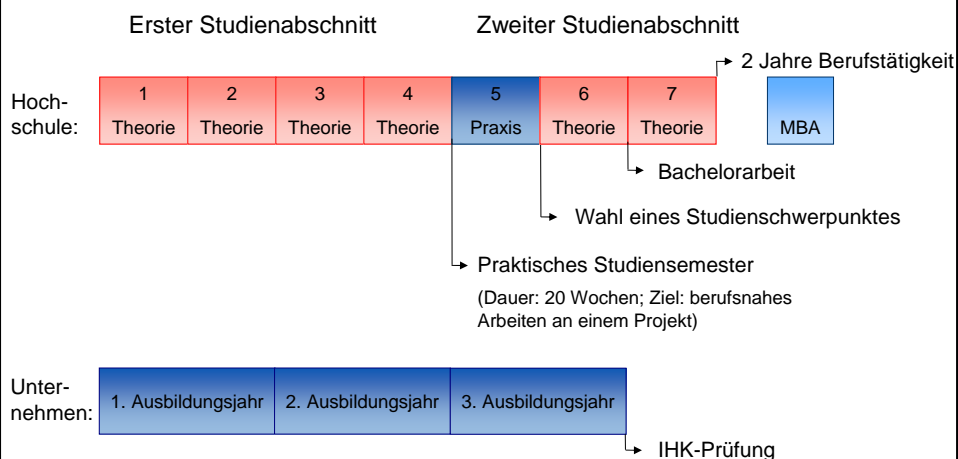 Erster Studienabschnitt
Zweiter Studienabschnitt
2 Jahre Berufstätigkeit
Hoch-
schule:
1
Theorie
2
Theorie
3
Theorie
4
Theorie
5
Praxis
6
Theorie
7
Theorie
MBA
Bachelorarbeit
Wahl eines Studienschwerpunktes
Praktisches Studiensemester
(Dauer: 20 Wochen; Ziel: berufsnahes
Arbeiten an einem Projekt)
Unter-
nehmen:
1. Ausbildungsjahr
2. Ausbildungsjahr
3. Ausbildungsjahr
IHK-Prüfung